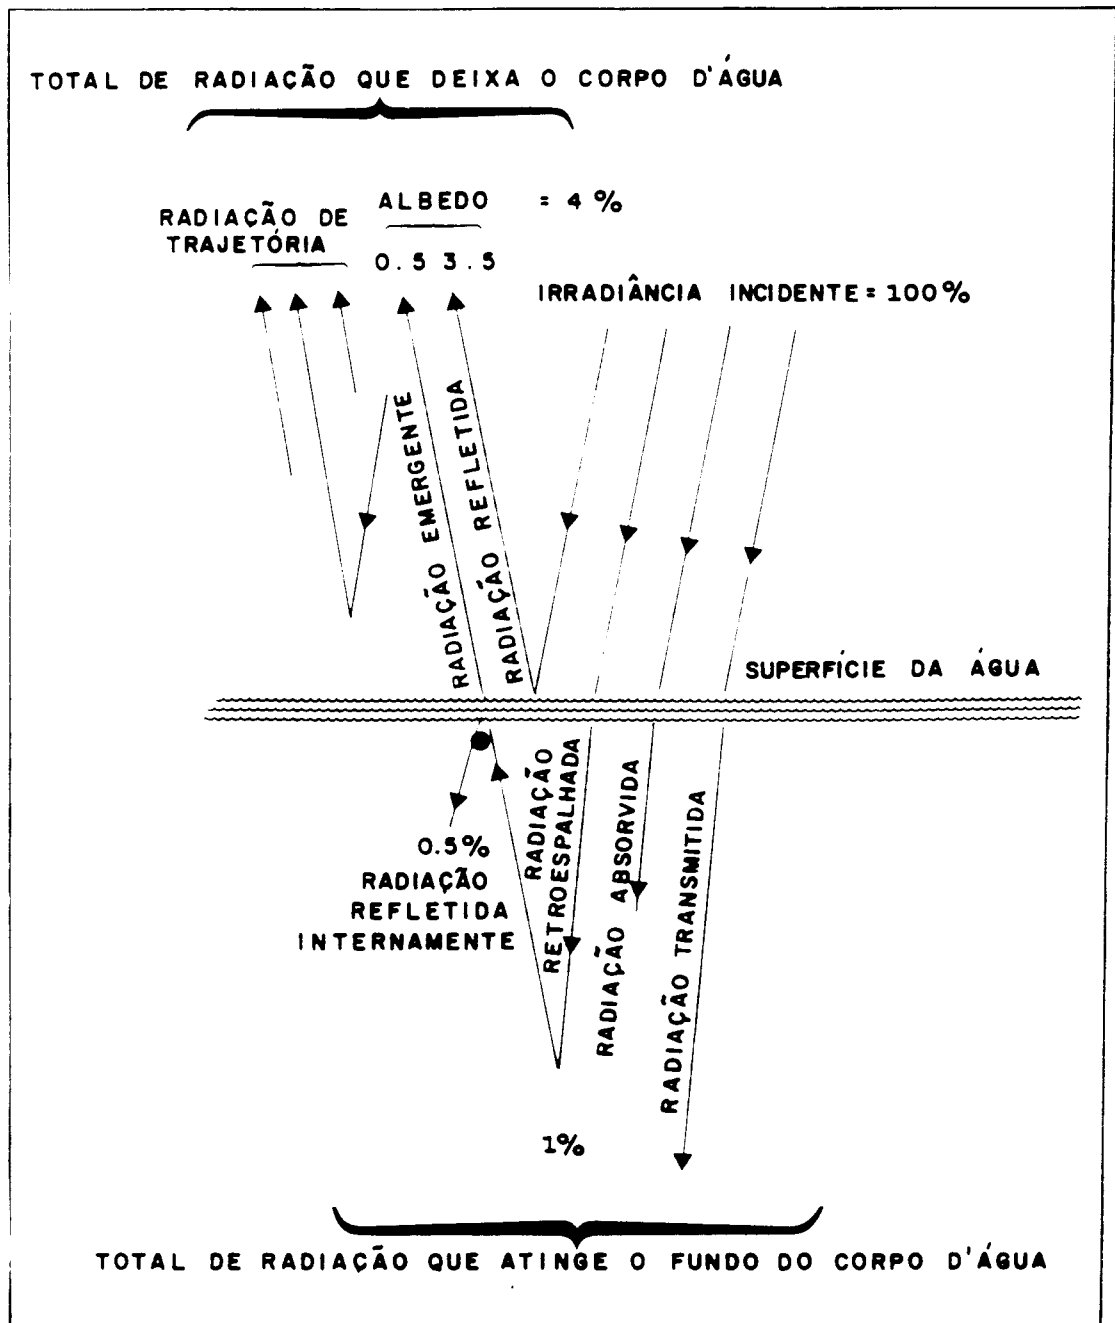 TOTAL DE RADIAÇÃO QUE DEIXA O CORPO D'ÁGUA
ALBEDO = 4 %
RADIAÇÃO DE
TRAJETÓRIA
0.5 3.5
IRRADIÂNCIA INCIDENTE = 100%
RADIAÇÃO EMERGENTE
RADIAÇÃO REFLETIDA
SUPERFÍCIE DA ÁGUA
0.5%
RADIAÇÃO
REFLETIDA
INTERNAMENTE
RADIAÇÃO
RETROESPALHADA
RADIAÇÃO ABSORVIDA
RADIAÇÃO TRANSMITIDA
1%
TOTAL DE RADIAÇÃO QUE ATINGE O FUNDO DO CORPO D'ÁGUA